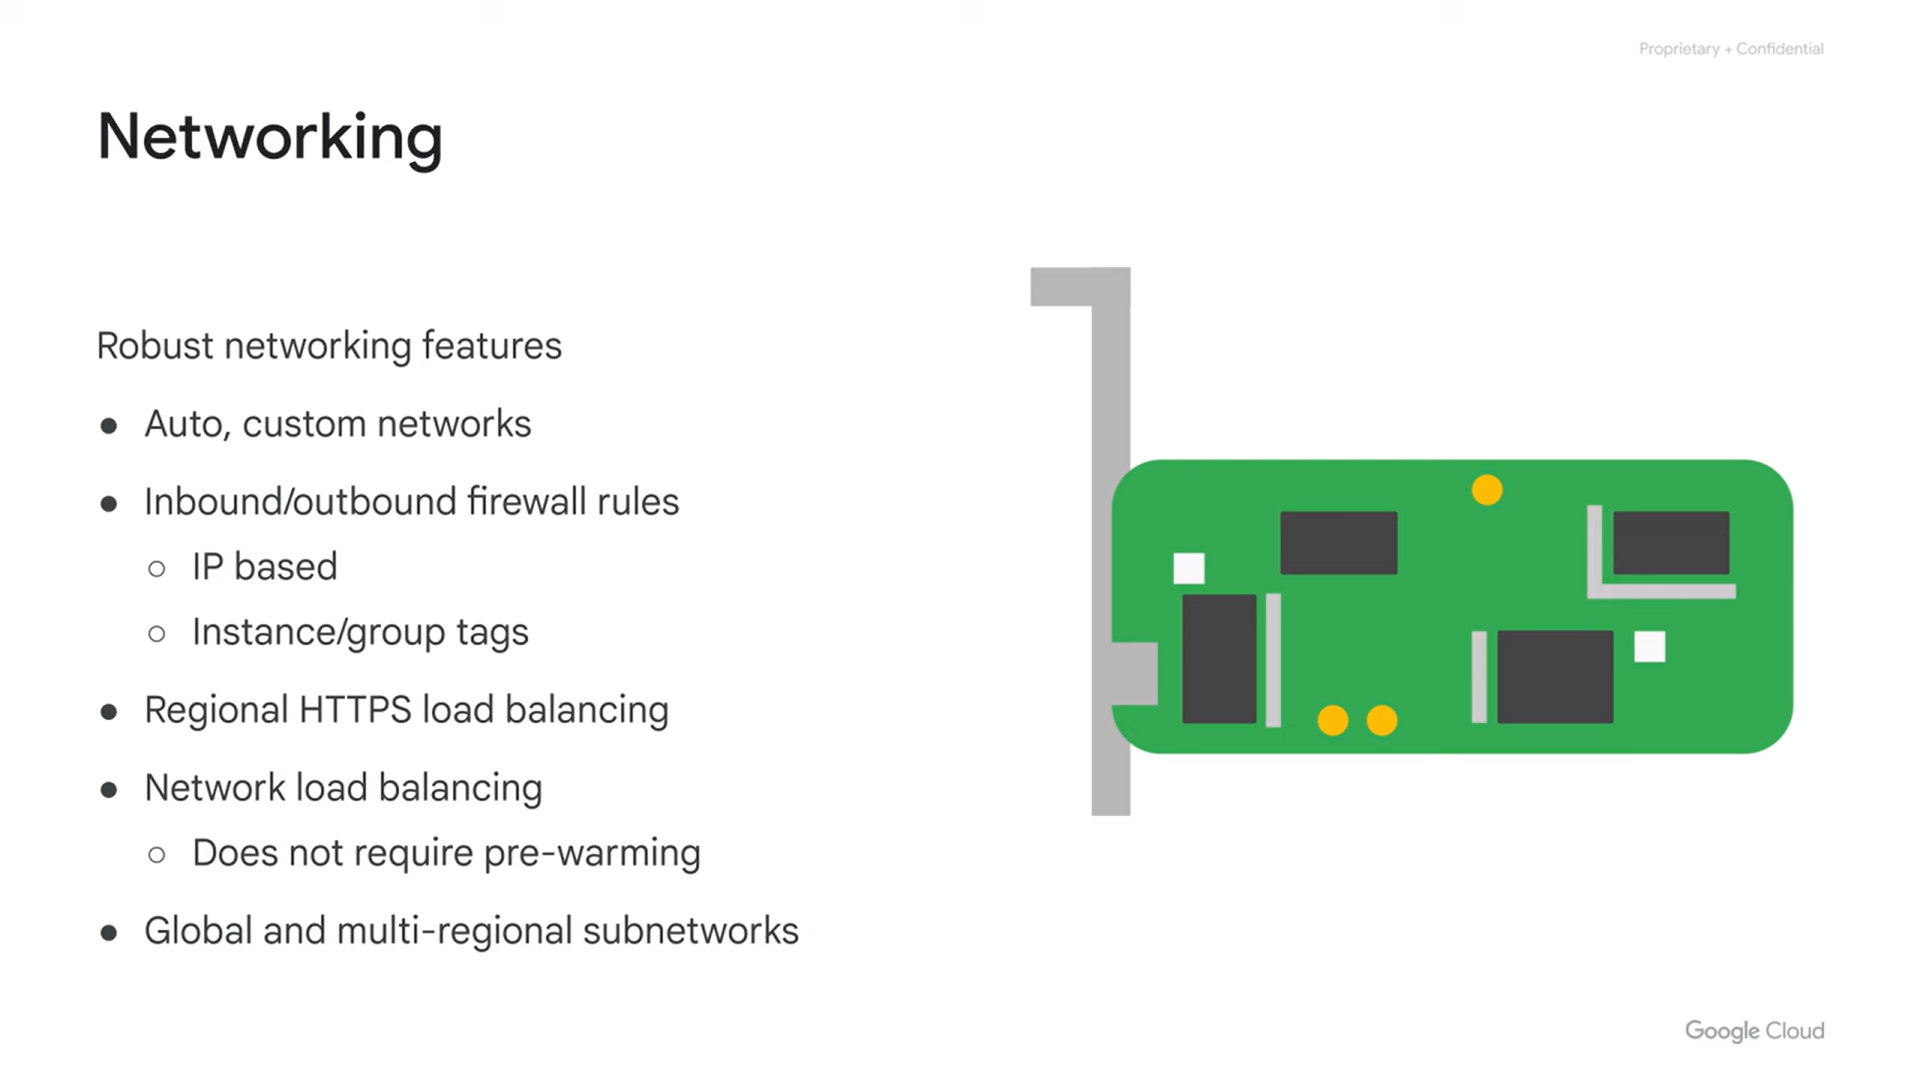 Proprietary + Confidential
Networking
Robust networking features
● Auto, custom networks
● Inbound/outbound firewall rules
○ IP based
○ Instance/group tags
● Regional HTTPS load balancing
● Network load balancing
○ Does not require pre-warming
● Global and multi-regional subnetworks
Google Cloud